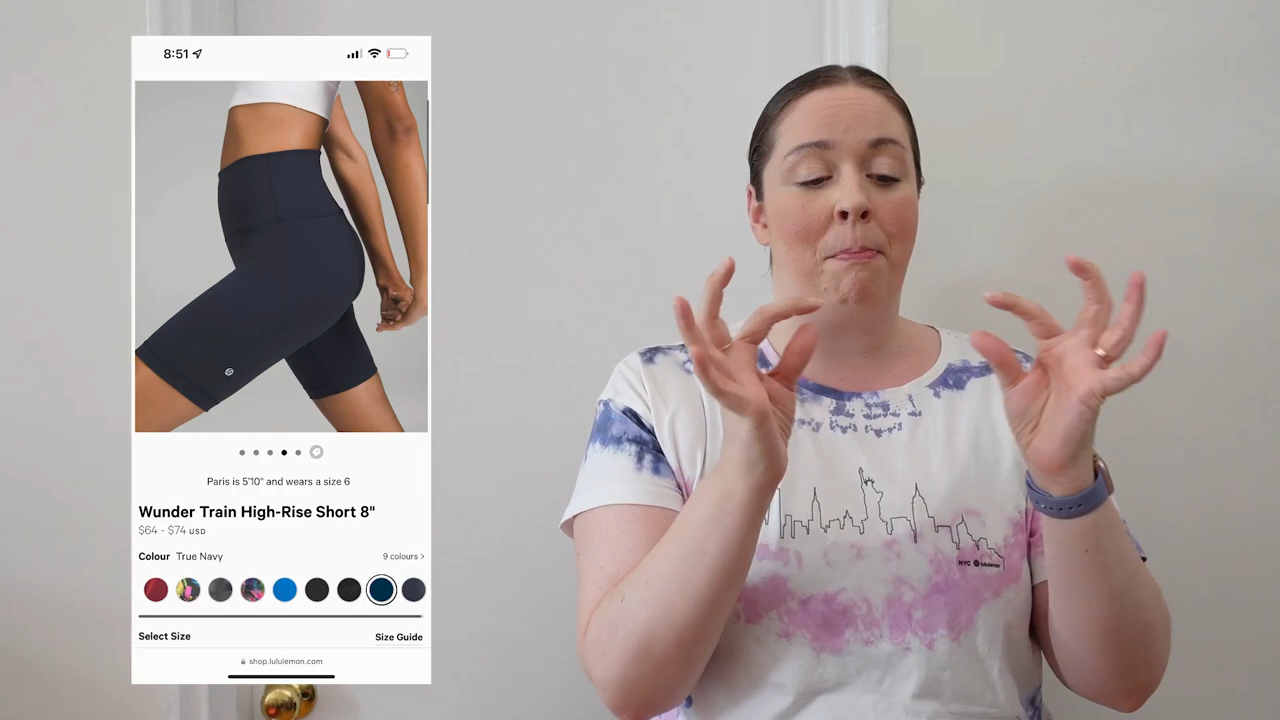 8:51
Paris is 5'10" and wears a size 6
Wunder Train High-Rise Short 8"
$64 - $74 USD
Colour True Navy
9 colours >
Select Size
Size Guide
shop.lululemon.com
NYC lululemon